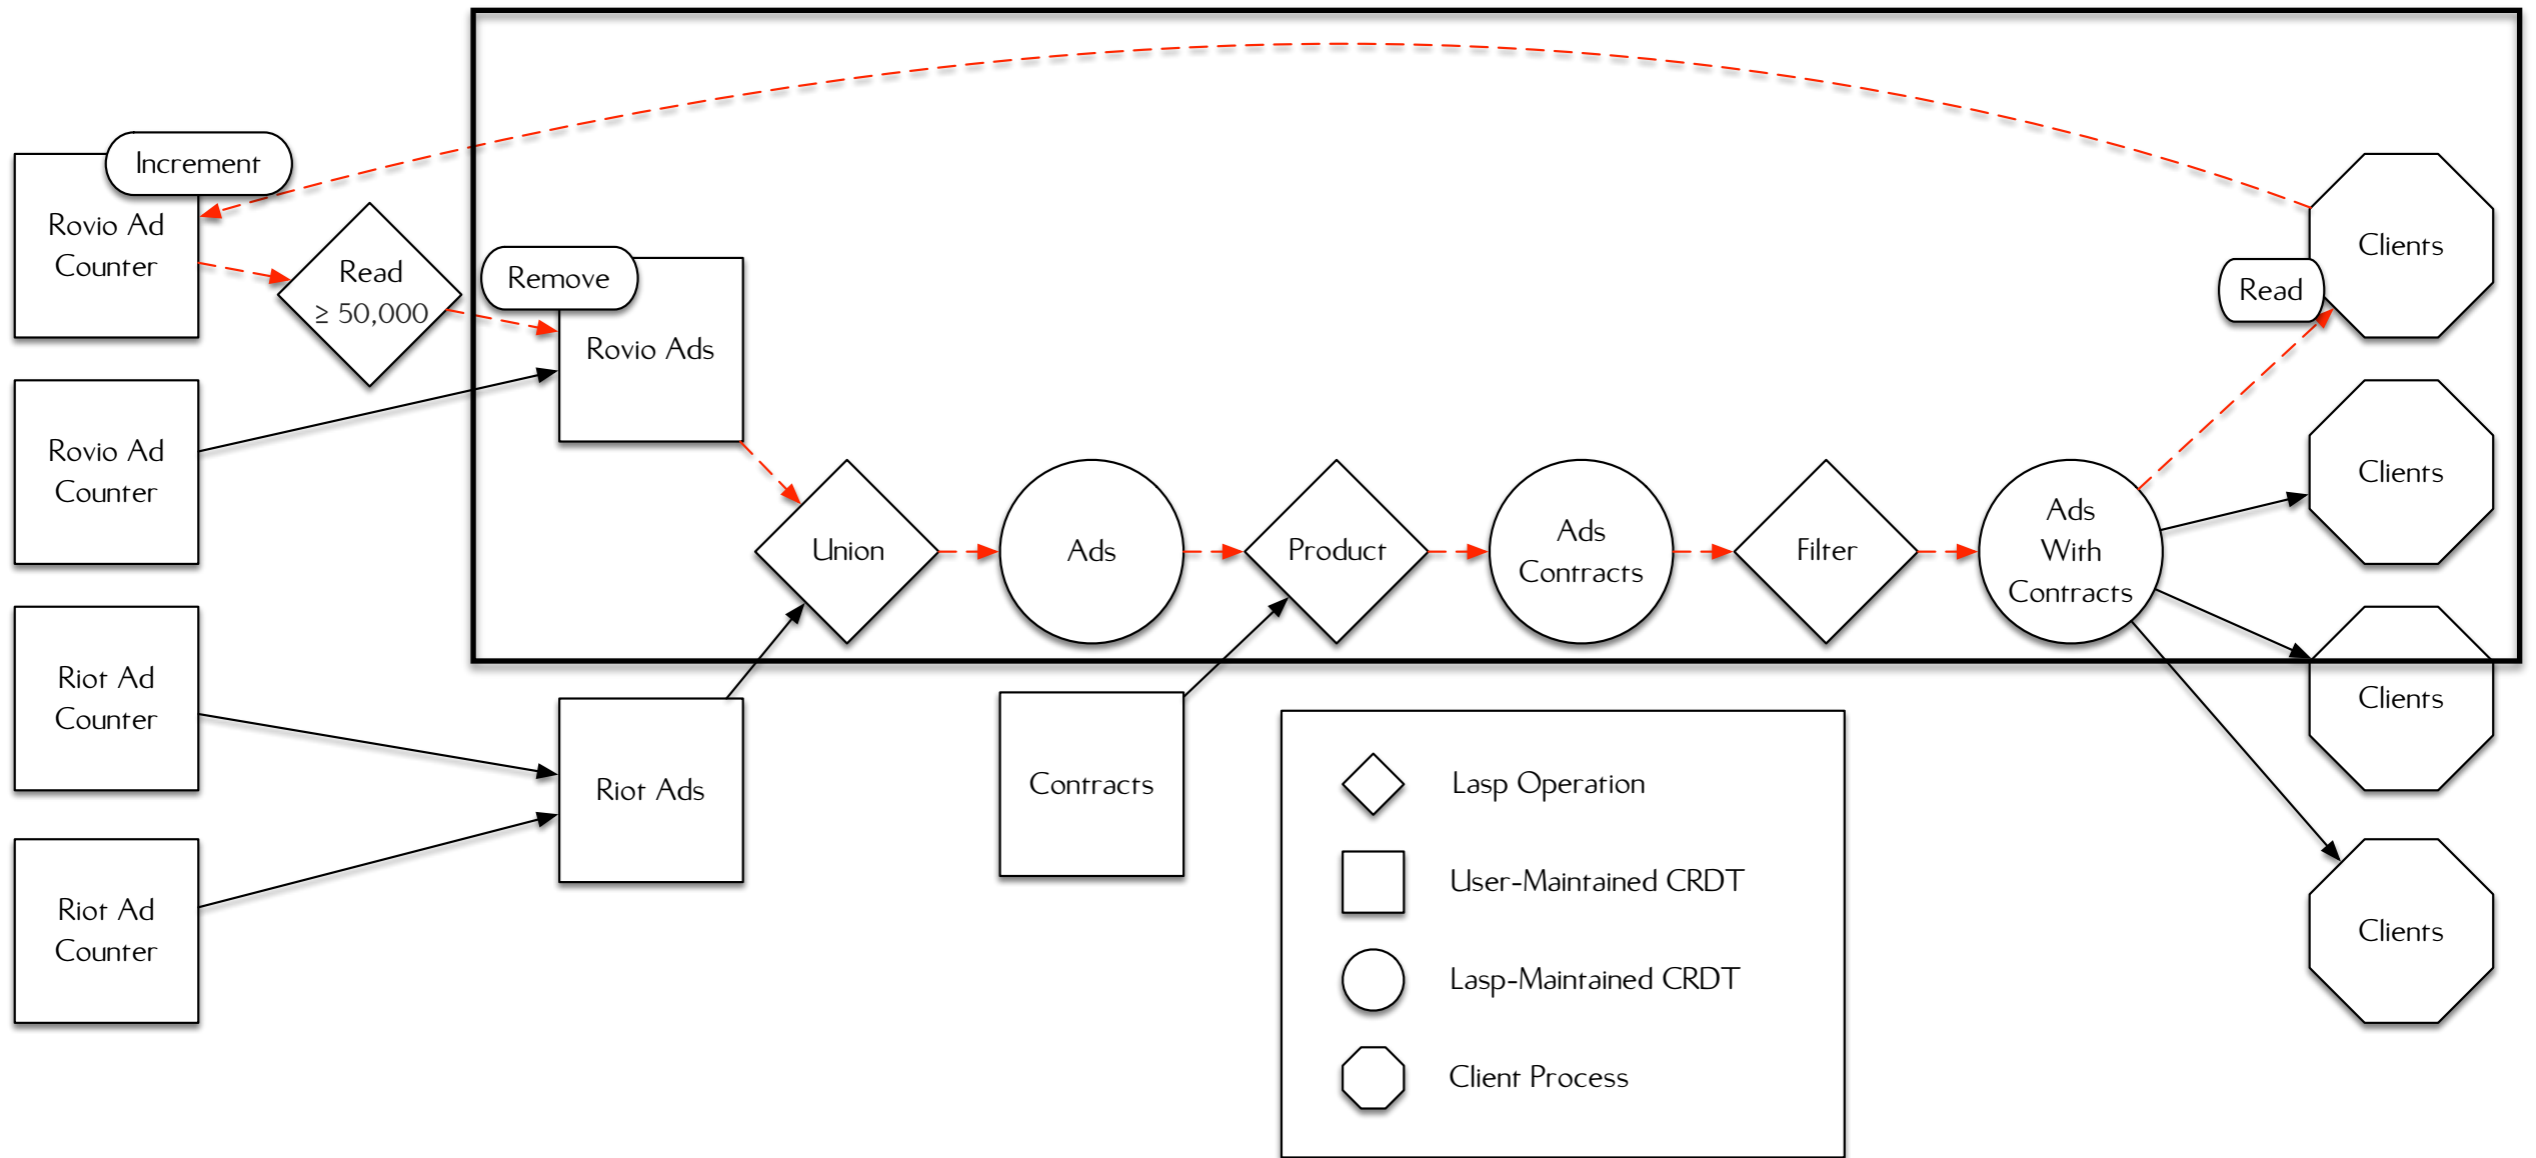 Increment
Rovio Ad
Counter
Read
≥ 50,000
Remove
Rovio Ads
Clients
Read
Rovio Ad
Counter
Clients
Union
Ads
Product
Ads
Contracts
Filter
Ads
With
Contracts
Riot Ad
Counter
Clients
Riot Ads
Contracts
Riot Ad
Counter
Clients
Lasp Operation
User-Maintained CRDT
Lasp-Maintained CRDT
Client Process